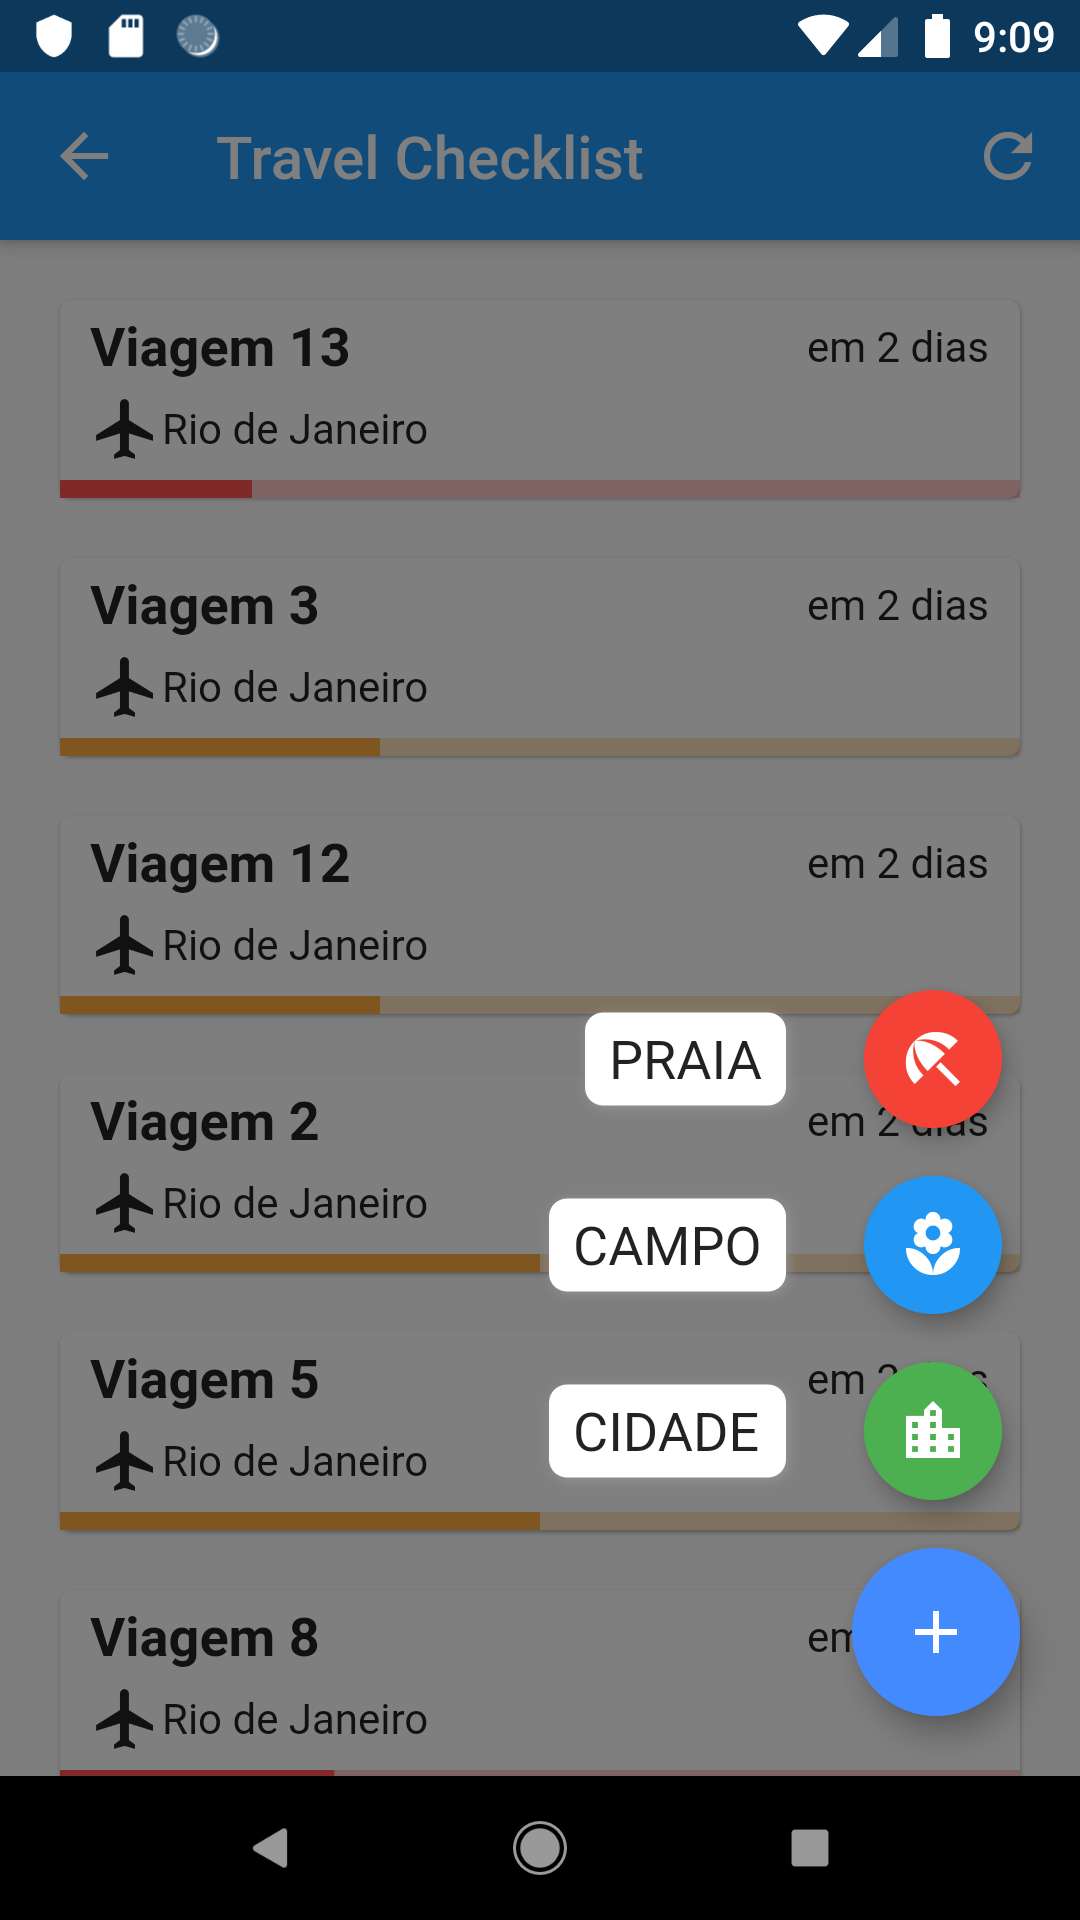 9:09
Travel Checklist
Viagem 13
em 2 dias
Rio de Janeiro
Viagem 3
em 2 dias
Rio de Janeiro
Viagem 12
em 2 dias
Rio de Janeiro
PRAIA
Viagem 2
em 2 dias
Rio de Janeiro
CAMPO
Viagem 5
em
Rio de Janeiro
CIDADE
Viagem 8
em
Rio de Janeiro